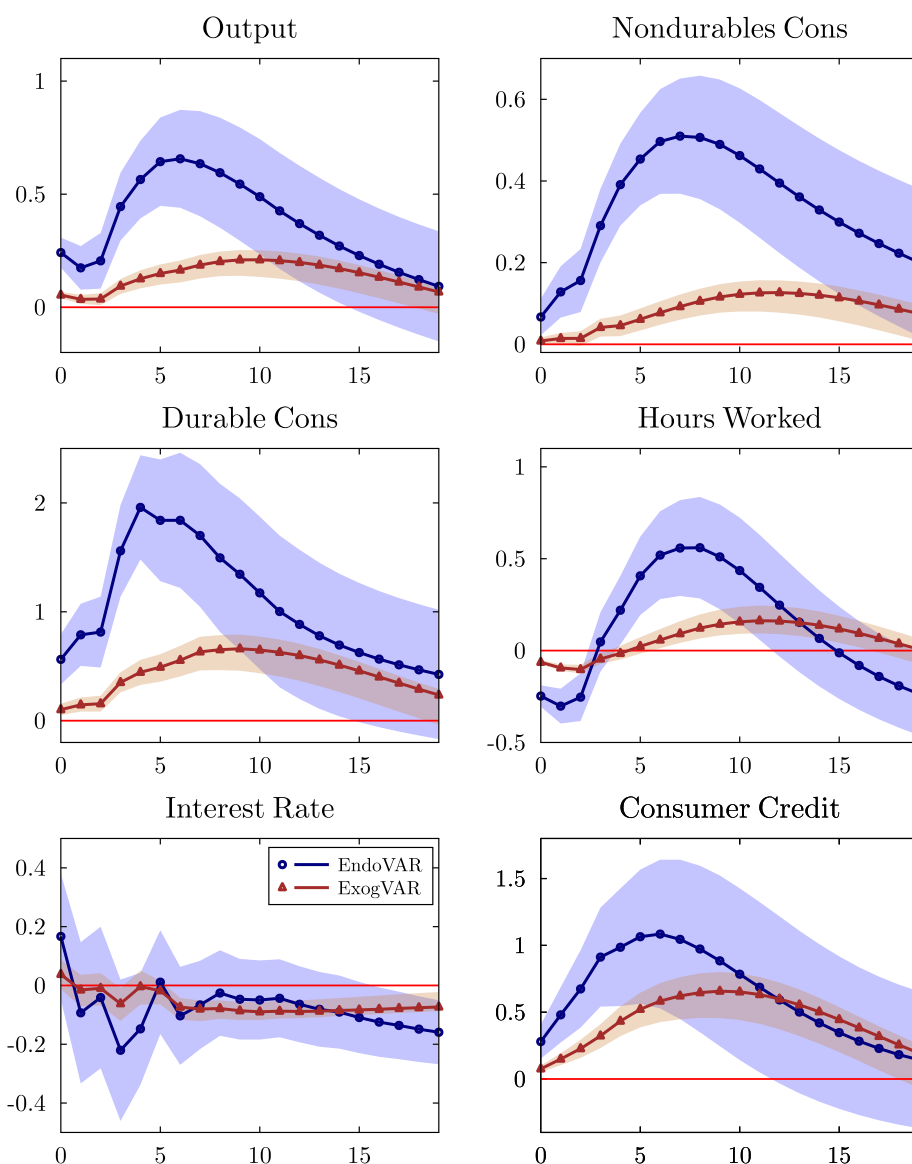 Output
1
0.5
0
0 5 10 15
Nondurables Cons
0.6
0.4
0.2
0
0 5 10 15
Durable Cons
2
1
0
0 5 10 15
Hours Worked
1
0.5
0
-0.5
0 5 10 15
Interest Rate
0.4
0.2
0
-0.2
-0.4
EndoVAR
ExogVAR
0 5 10 15
Consumer Credit
1.5
1
0.5
0
0 5 10 15